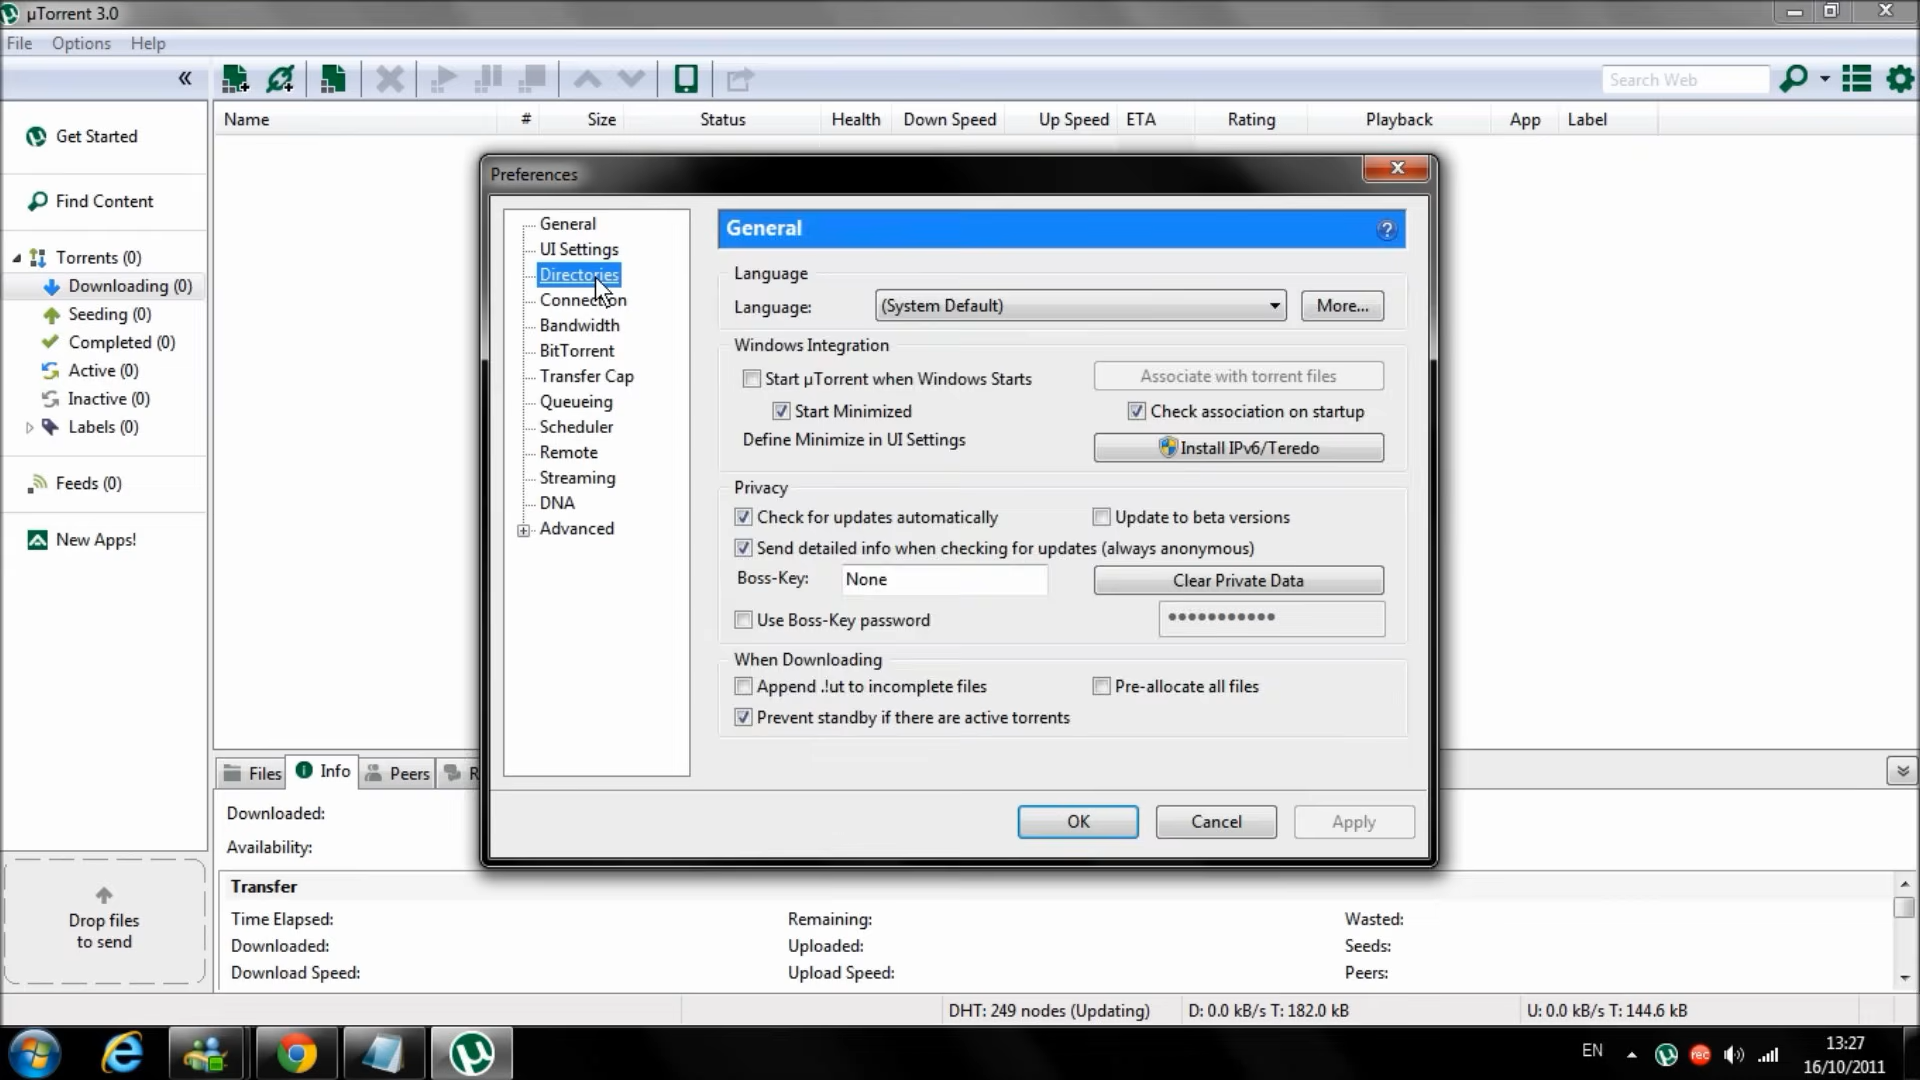 µTorrent 3.0
File Options Help
Search Web
Get Started
Find Content
Torrents (0)
Downloading (0)
Seeding (0)
Completed (0)
Active (0)
Inactive (0)
Labels (0)
Feeds (0)
New Apps!
Drop files
to send
Name # Size Status Health Down Speed Up Speed ETA Rating Playback App Label
Preferences
General
UI Settings
Directories
Connection
Bandwidth
BitTorrent
Transfer Cap
Queueing
Scheduler
Remote
Streaming
DNA
Advanced
General
Language
Language: (System Default) More...
Windows Integration
Start µTorrent when Windows Starts Associate with torrent files
Start Minimized Check association on startup
Define Minimize in UI Settings Install IPv6/Teredo
Privacy
Check for updates automatically Update to beta versions
Send detailed info when checking for updates (always anonymous)
Boss-Key: None Clear Private Data
Use Boss-Key password
When Downloading
Append .!ut to incomplete files Pre-allocate all files
Prevent standby if there are active torrents
OK Cancel Apply
Files Info Peers R
Downloaded:
Availability:
Transfer
Time Elapsed: Remaining: Wasted:
Downloaded: Uploaded: Seeds:
Download Speed: Upload Speed: Peers:
DHT: 249 nodes (Updating) D: 0.0 kB/s T: 182.0 kB U: 0.0 kB/s T: 144.6 kB
EN rec 13:27
16/10/2011